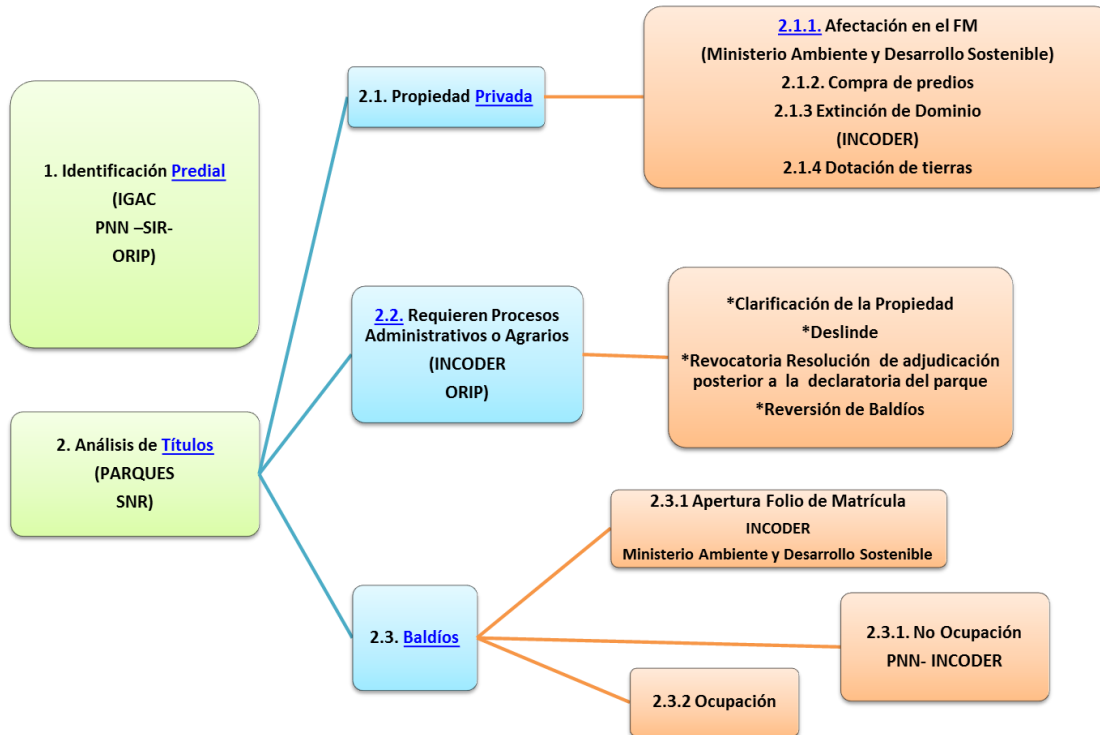 1. Identificación Predial
(IGAC
PNN –SIR-
ORIP)
2. Análisis de Títulos
(PARQUES
SNR)
2.1. Propiedad Privada
2.1.1. Afectación en el FM
(Ministerio Ambiente y Desarrollo Sostenible)
2.1.2. Compra de predios
2.1.3 Extinción de Dominio
(INCODER)
2.1.4 Dotación de tierras
2.2. Requieren Procesos
Administrativos o Agrarios
(INCODER
ORIP)
*Clarificación de la Propiedad
*Deslinde
*Revocatoria Resolución de adjudicación
posterior a la declaratoria del parque
*Reversión de Baldíos
2.3. Baldíos
2.3.1 Apertura Folio de Matrícula
INCODER
Ministerio Ambiente y Desarrollo Sostenible
2.3.1. No Ocupación
PNN- INCODER
2.3.2 Ocupación